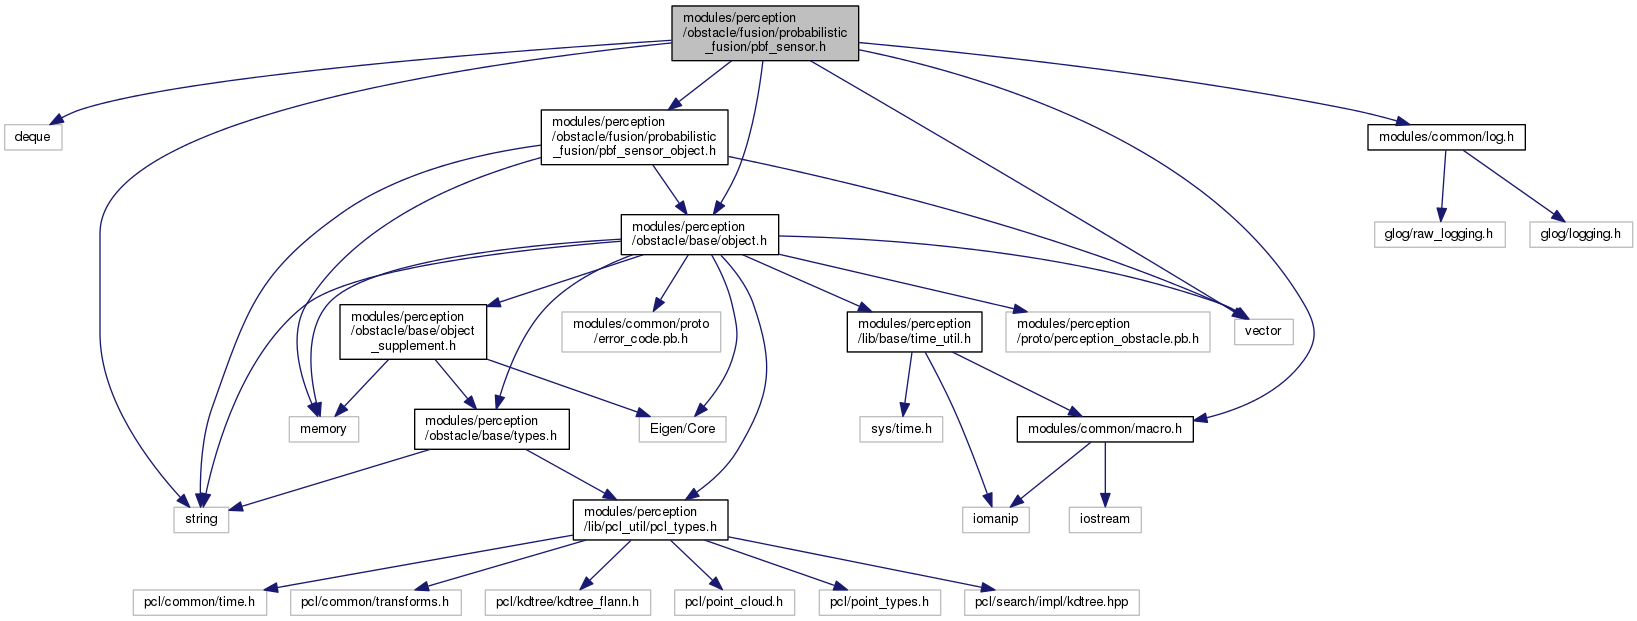 modules/perception
/obstacle/fusion/probabilistic
_fusion/pbf_sensor.h
deque
modules/perception
/obstacle/fusion/probabilistic
_fusion/pbf_sensor_object.h
modules/common/log.h
modules/perception
/obstacle/base/object.h
glog/raw_logging.h
glog/logging.h
modules/perception
/obstacle/base/object
_supplement.h
modules/common/proto
/error_code.pb.h
modules/perception
/lib/base/time_util.h
modules/perception
/proto/perception_obstacle.pb.h
vector
memory
modules/perception
/obstacle/base/types.h
Eigen/Core
sys/time.h
modules/common/macro.h
string
modules/perception
/lib/pcl_util/pcl_types.h
iomanip
iostream
pcl/common/time.h
pcl/common/transforms.h
pcl/kdtree/kdtree_flann.h
pcl/point_cloud.h
pcl/point_types.h
pcl/search/impl/kdtree.hpp